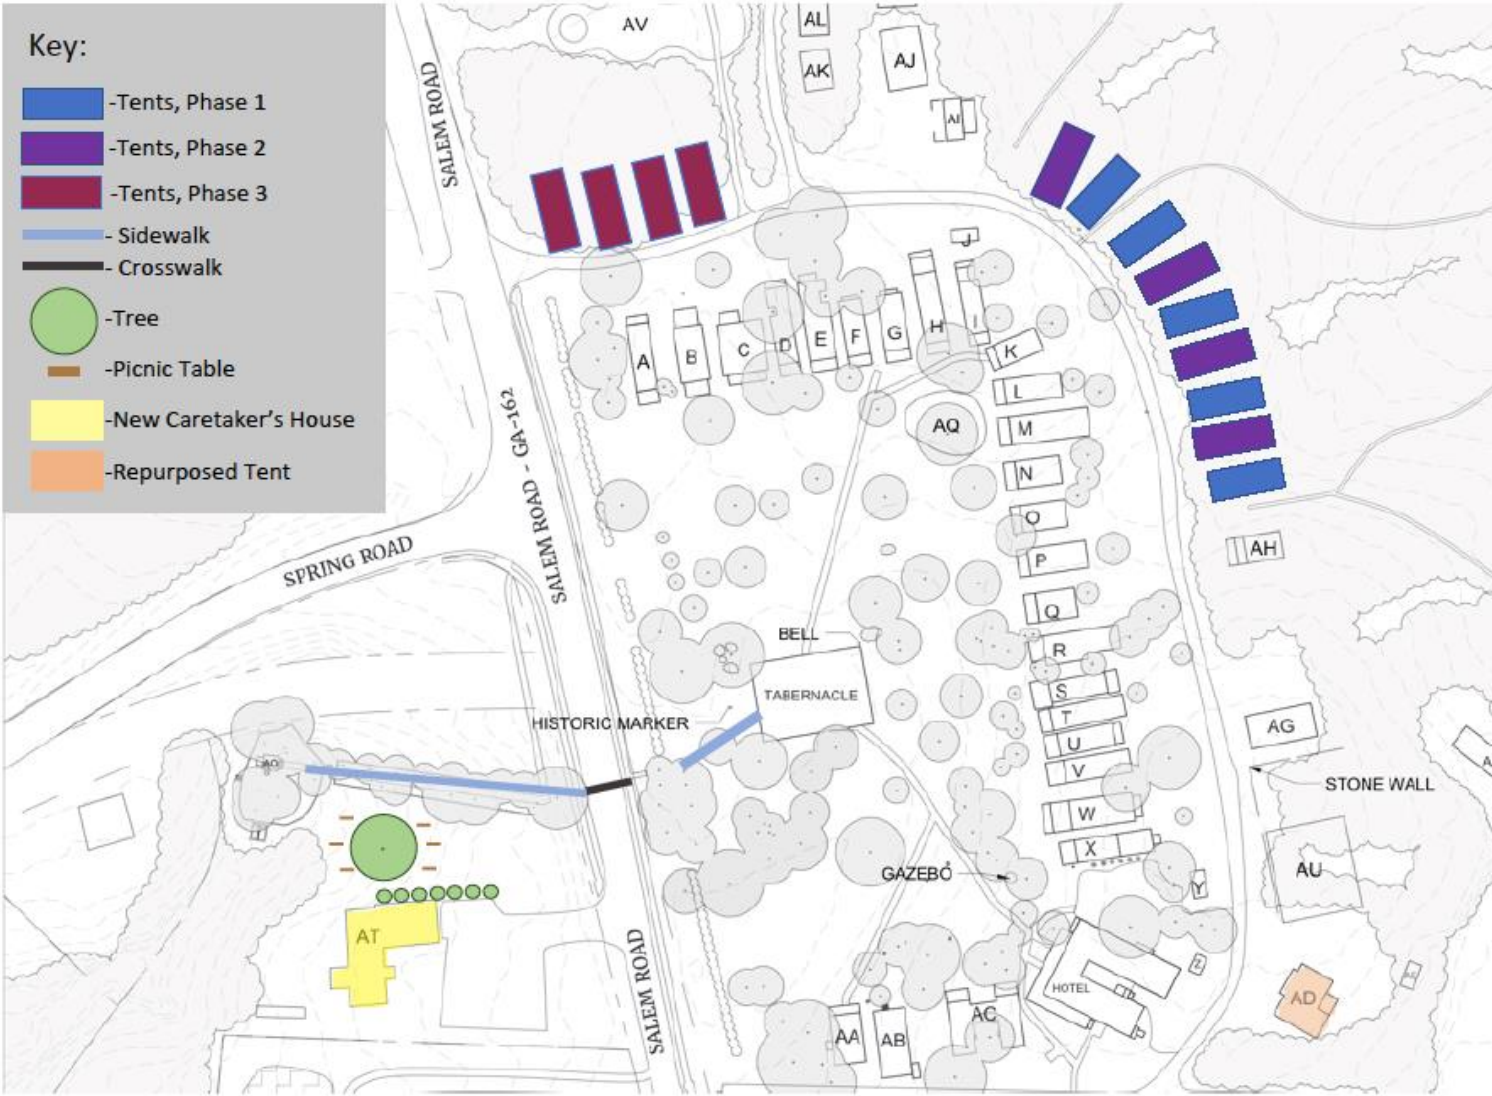 Key:
-Tents, Phase 1
-Tents, Phase 2
-Tents, Phase 3
- Sidewalk
- Crosswalk
-Tree
-Picnic Table
-New Caretaker's House
-Repurposed Tent
AV
AL
AK
AJ
AI
SALEM ROAD
J
A
B
C
D
E
F
G
H
I
K
L
M
AQ
N
O
P
Q
R
S
T
U
V
W
X
Y
Z
SALEM ROAD - GA-162
SPRING ROAD
AH
BELL
TABERNACLE
HISTORIC MARKER
AG
STONE WALL
AU
GAZEBO
AT
SALEM ROAD
HOTEL
AD
AA
AB
AC